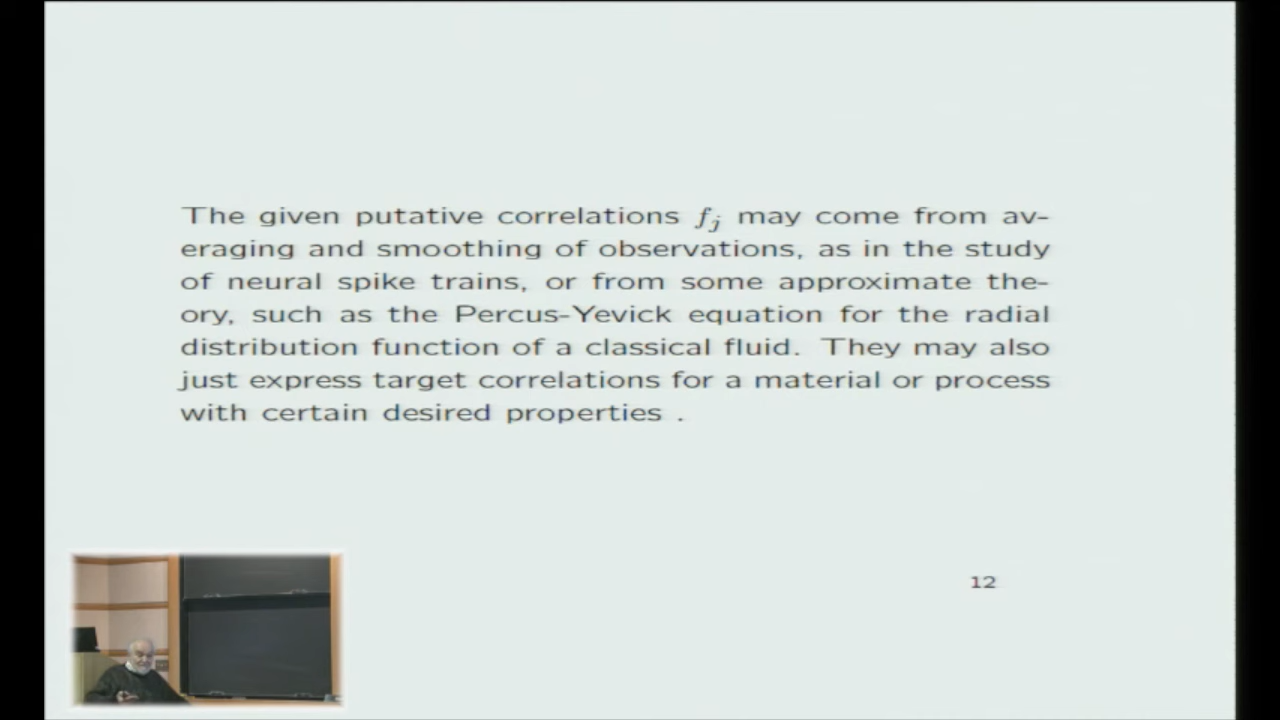 The given putative correlations f_j may come from av-
eraging and smoothing of observations, as in the study
of neural spike trains, or from some approximate the-
ory, such as the Percus-Yevick equation for the radial
distribution function of a classical fluid. They may also
just express target correlations for a material or process
with certain desired properties .
12